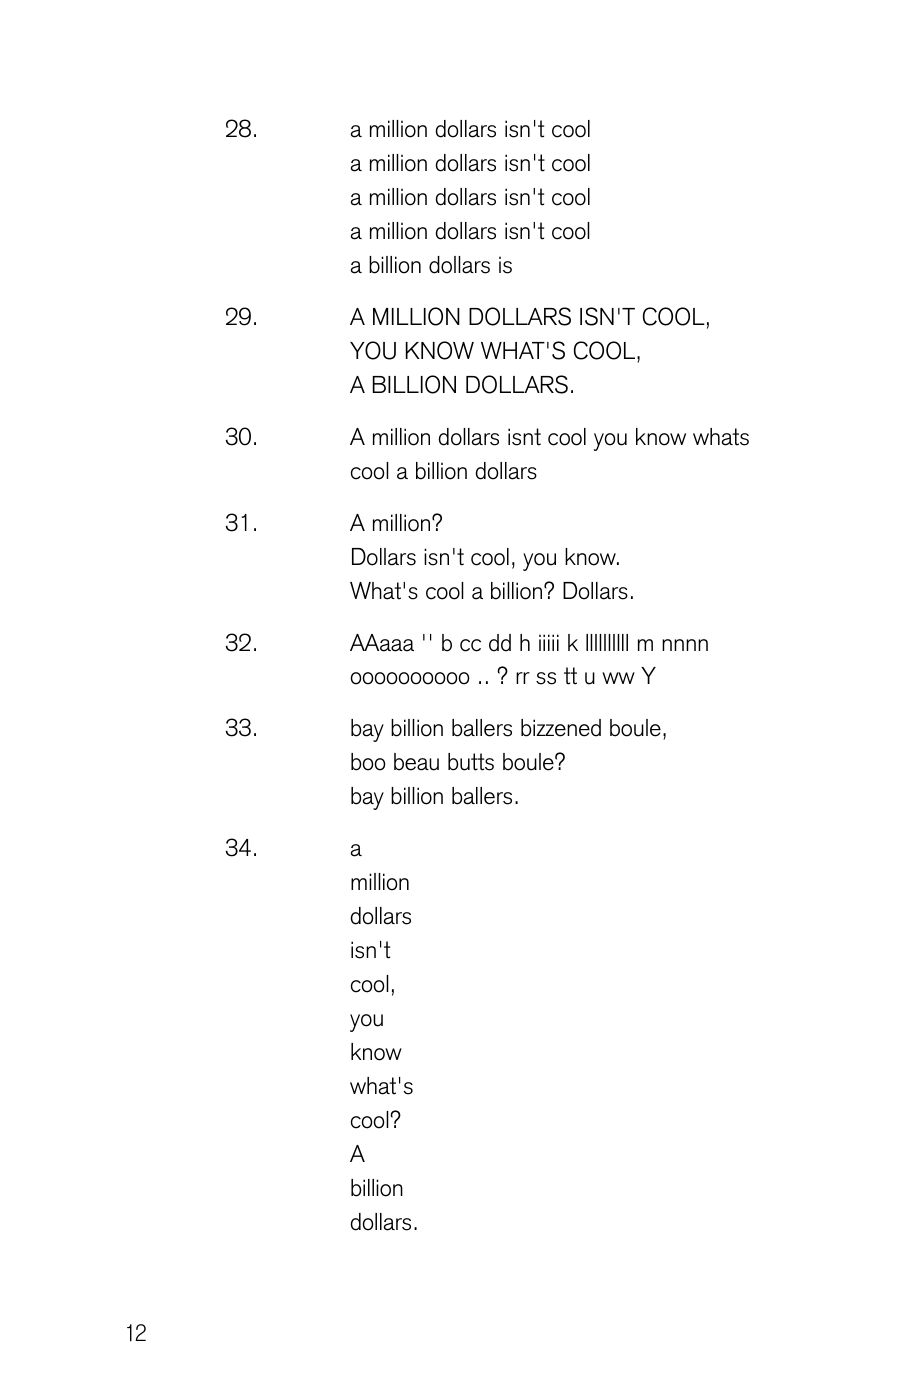 28. a million dollars isn't cool
a million dollars isn't cool
a million dollars isn't cool
a million dollars isn't cool
a billion dollars is
29. A MILLION DOLLARS ISN'T COOL,
YOU KNOW WHAT'S COOL,
A BILLION DOLLARS.
30. A million dollars isnt cool you know whats
cool a billion dollars
31. A million?
Dollars isn't cool, you know.
What's cool a billion? Dollars.
32. AAaaa '' b cc dd h iiiii k llllllllll m nnnn
oooooooooo .. ? rr ss tt u ww Y
33. bay billion ballers bizzened boule,
boo beau butts boule?
bay billion ballers.
34. a
million
dollars
isn't
cool,
you
know
what's
cool?
A
billion
dollars.
12